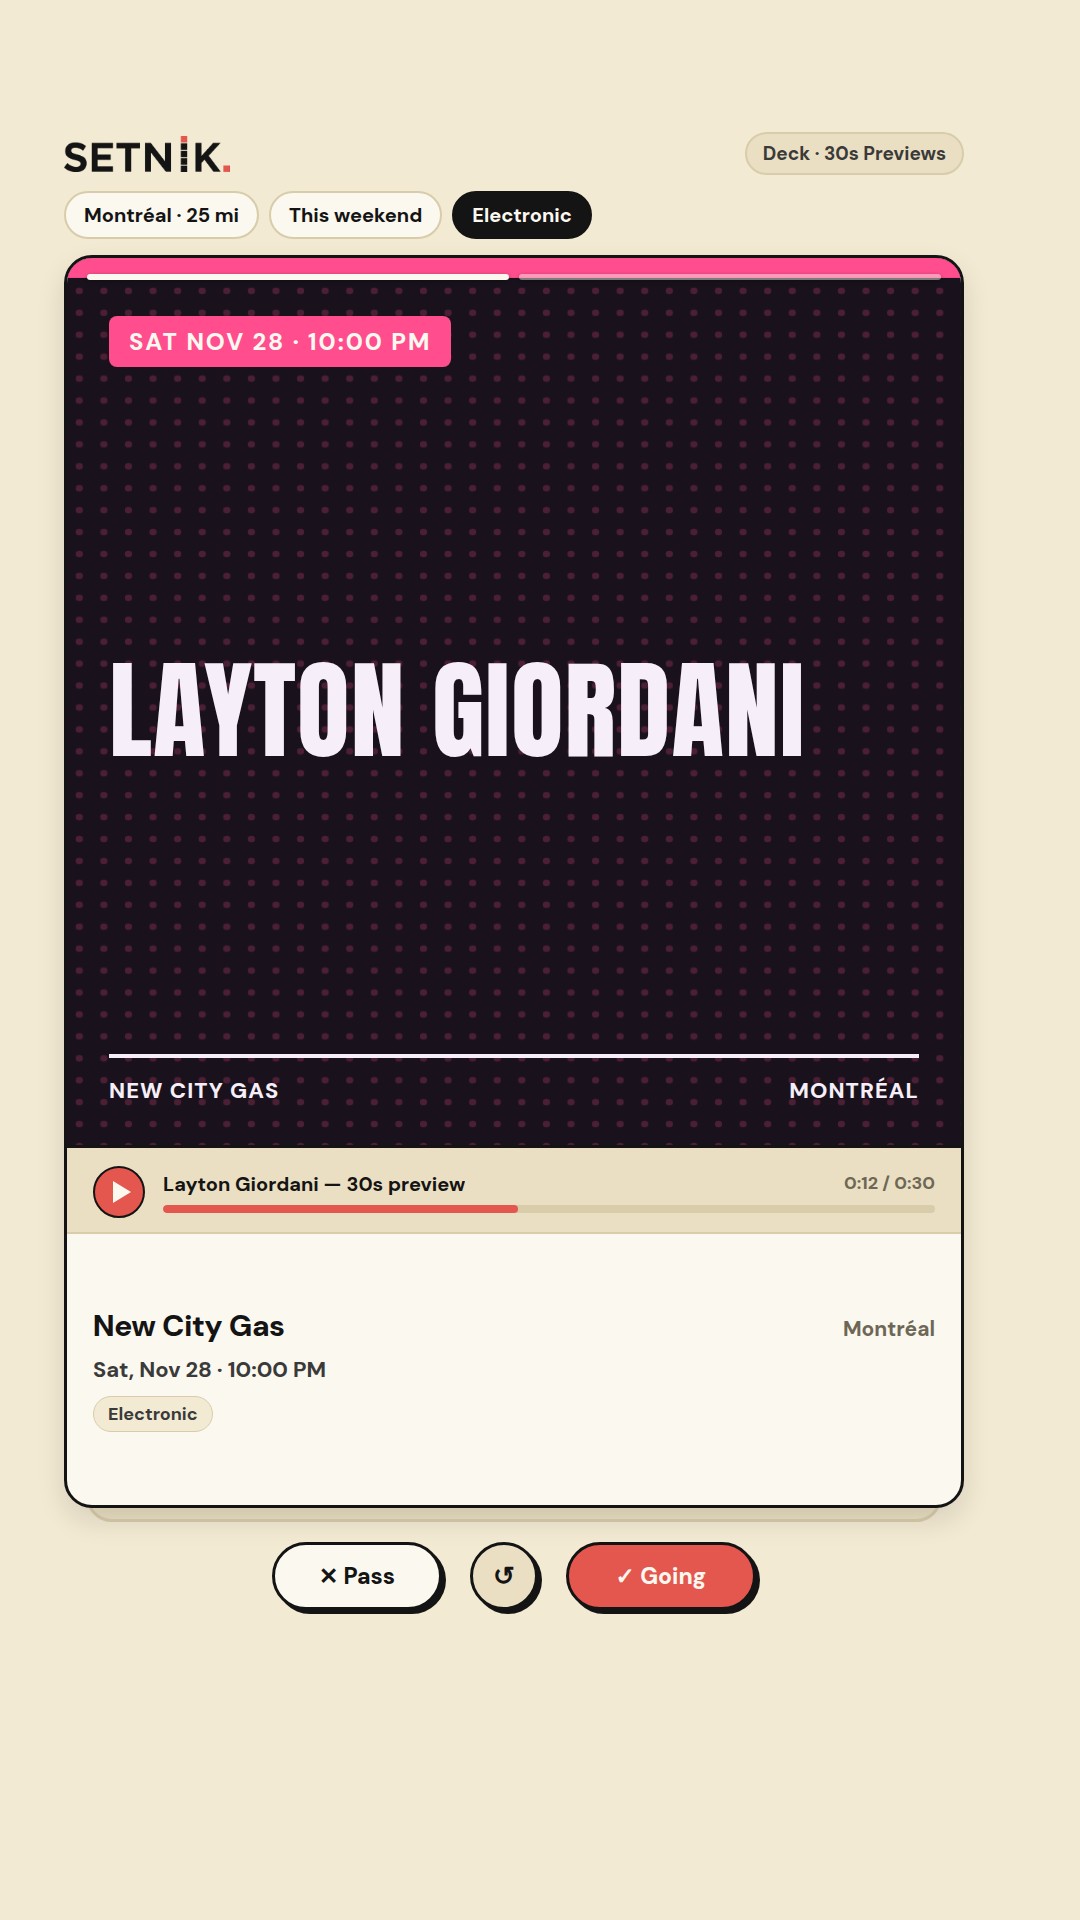 SETNIK.
Deck · 30s Previews
Montréal · 25 mi
This weekend
Electronic
SAT NOV 28 · 10:00 PM
LAYTON GIORDANI
NEW CITY GAS
MONTRÉAL
Layton Giordani — 30s preview
0:12 / 0:30
New City Gas
Montréal
Sat, Nov 28 · 10:00 PM
Electronic
✕ Pass
↺
✓ Going